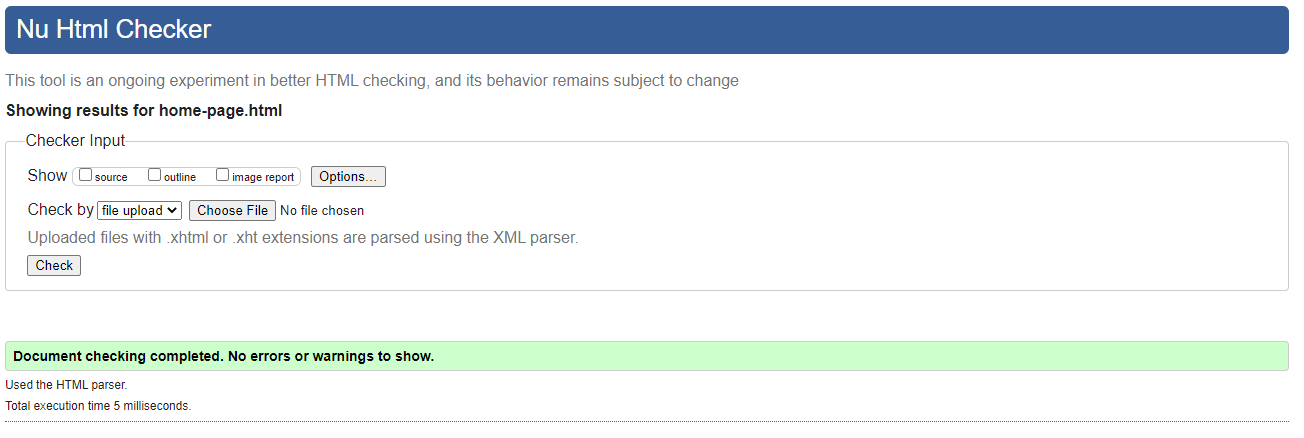 Nu Html Checker
This tool is an ongoing experiment in better HTML checking, and its behavior remains subject to change
Showing results for home-page.html
Checker Input
Show source outline image report Options...
Check by file upload Choose File No file chosen
Uploaded files with .xhtml or .xht extensions are parsed using the XML parser.
Check
Document checking completed. No errors or warnings to show.
Used the HTML parser.
Total execution time 5 milliseconds.